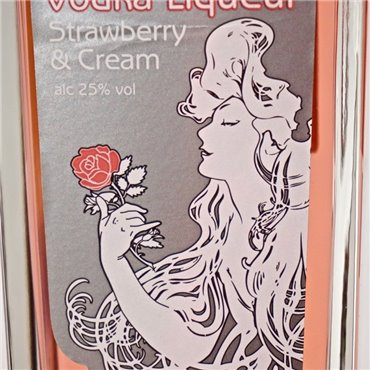 Vodka Liqueur
Strawberry
& Cream
alc 25% vol